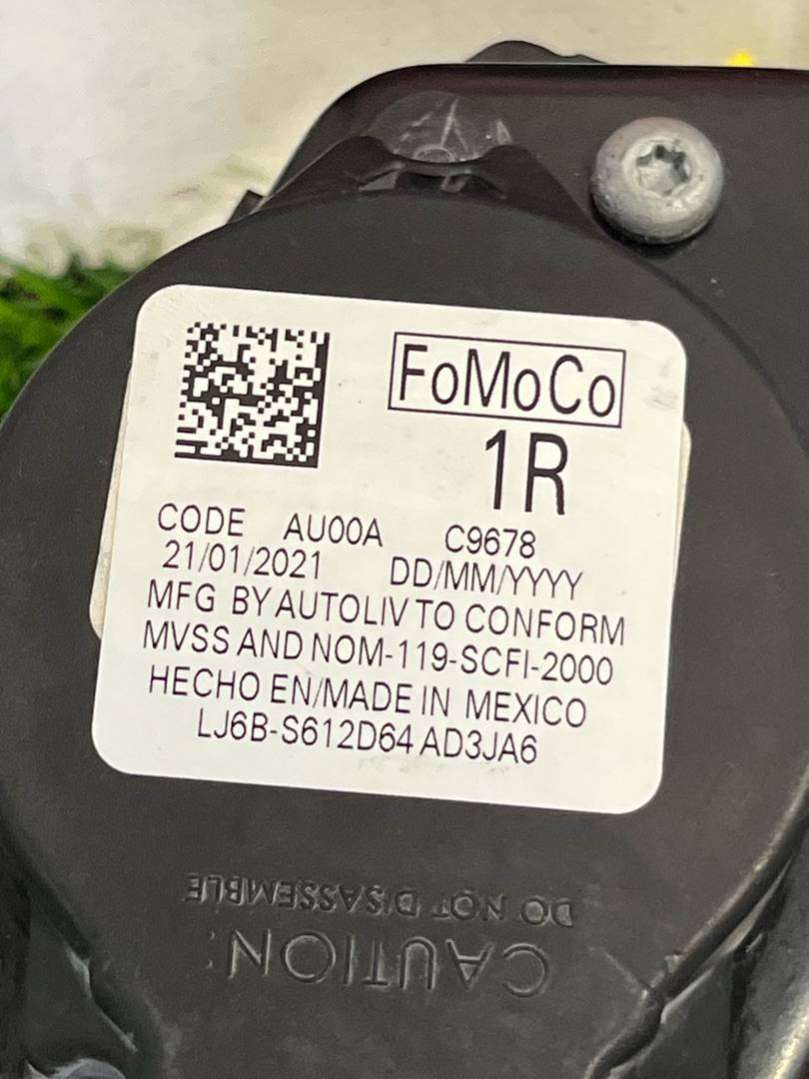 FoMoCo
1R
CODE AU00A C9678
21/01/2021 DD/MM/YYYY
MFG BY AUTOLIV TO CONFORM
MVSS AND NOM-119-SCFI-2000
HECHO EN/MADE IN MEXICO
LJ6B-S612D64 AD3JA6
CAUTION:
DO NOT DISASSEMBLE